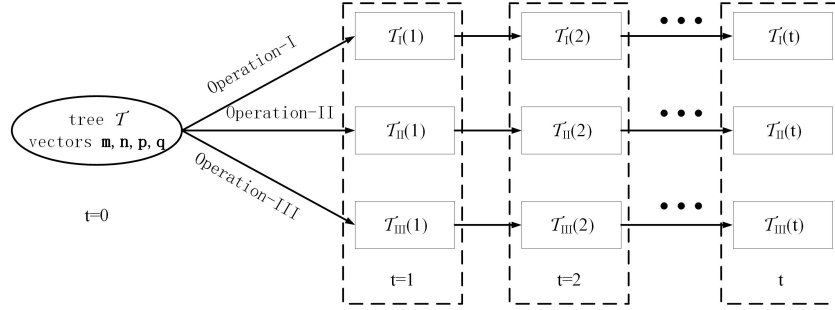 Operation-I
𝒯_I(1)
𝒯_I(2)
•••
𝒯_I(t)
tree 𝒯
vectors m,n,p,q
Operation-II
𝒯_II(1)
𝒯_II(2)
•••
𝒯_II(t)
Operation-III
𝒯_III(1)
𝒯_III(2)
•••
𝒯_III(t)
t=0
t=1
t=2
t